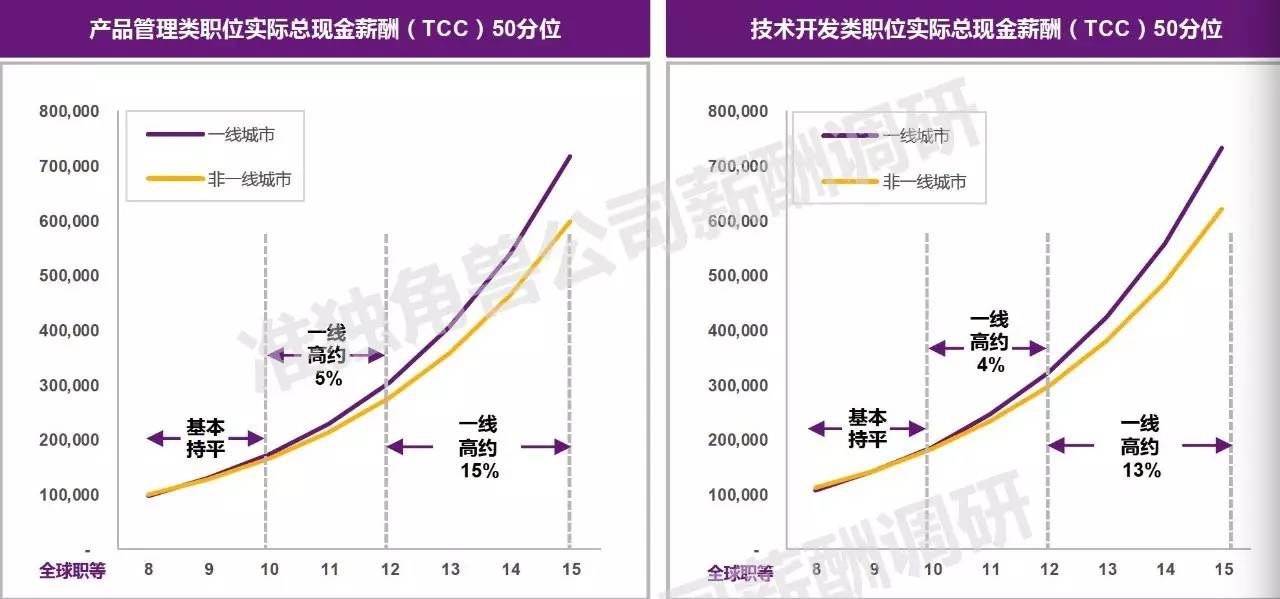 产品管理类职位实际总现金薪酬（TCC）50分位
800,000
700,000
600,000
500,000
400,000
300,000
200,000
100,000
-
一线城市
非一线城市
一线
高约
5%
基本
持平
一线
高约
15%
全球职等 8 9 10 11 12 13 14 15
技术开发类职位实际总现金薪酬（TCC）50分位
800,000
700,000
600,000
500,000
400,000
300,000
200,000
100,000
-
一线城市
非一线城市
一线
高约
4%
基本
持平
一线
高约
13%
全球职等 8 9 10 11 12 13 14 15
准独角兽公司薪酬调研
司薪酬调研